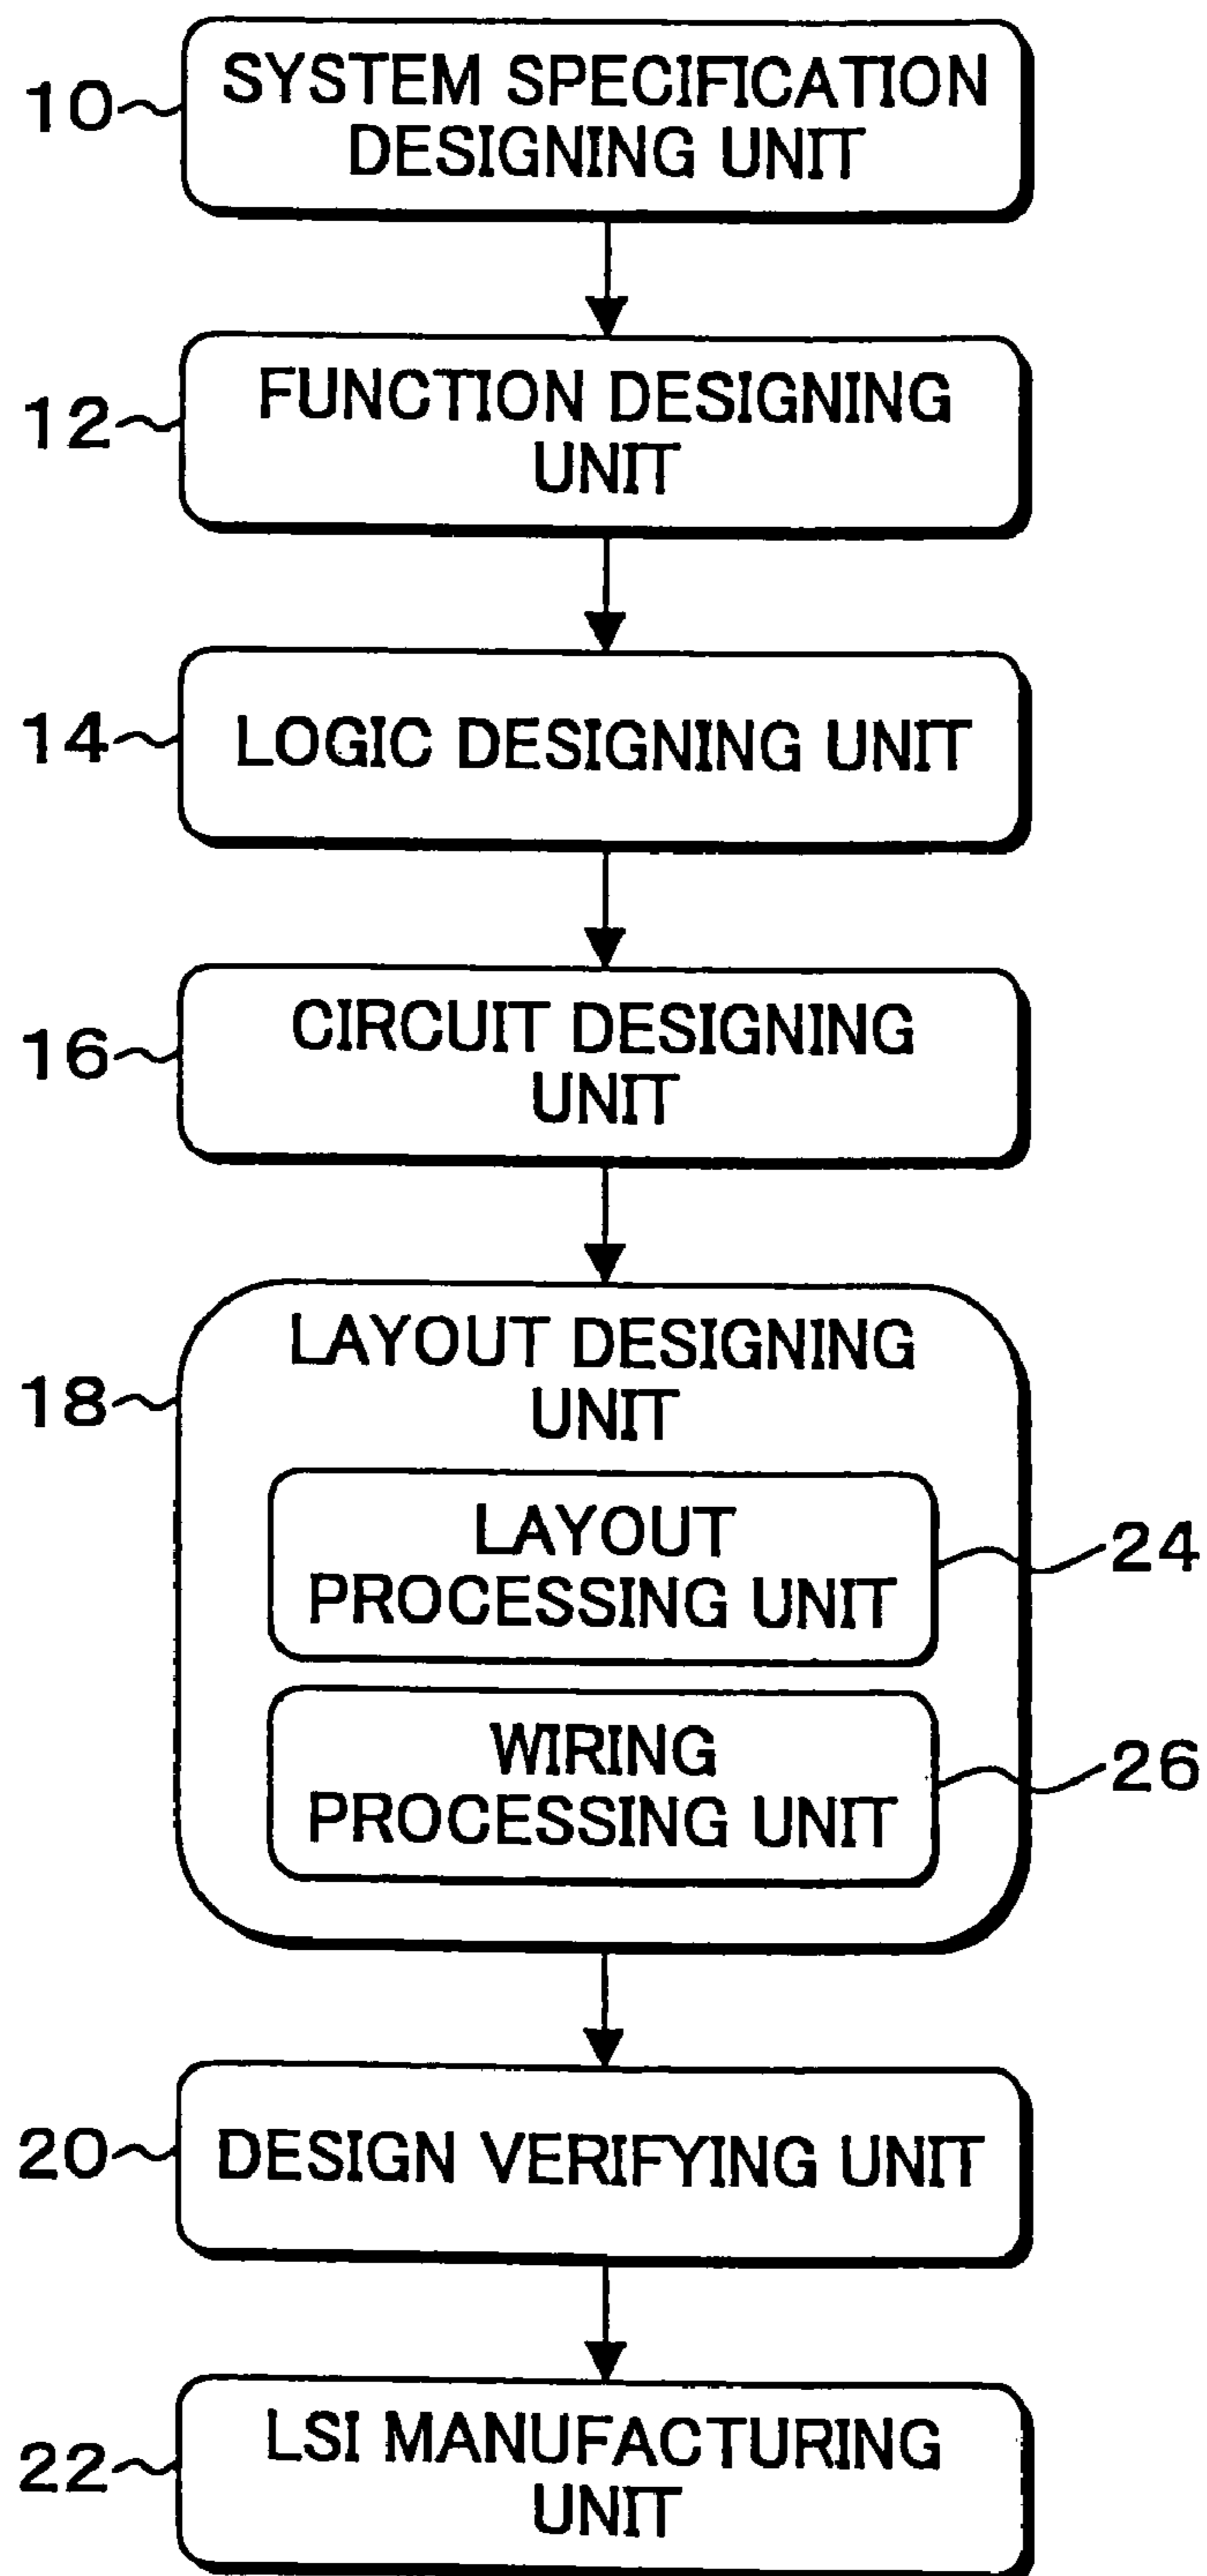 10
SYSTEM SPECIFICATION
DESIGNING UNIT
12
FUNCTION DESIGNING
UNIT
14
LOGIC DESIGNING UNIT
16
CIRCUIT DESIGNING
UNIT
18
LAYOUT DESIGNING
UNIT
LAYOUT
PROCESSING UNIT
24
WIRING
PROCESSING UNIT
26
20
DESIGN VERIFYING UNIT
22
LSI MANUFACTURING
UNIT